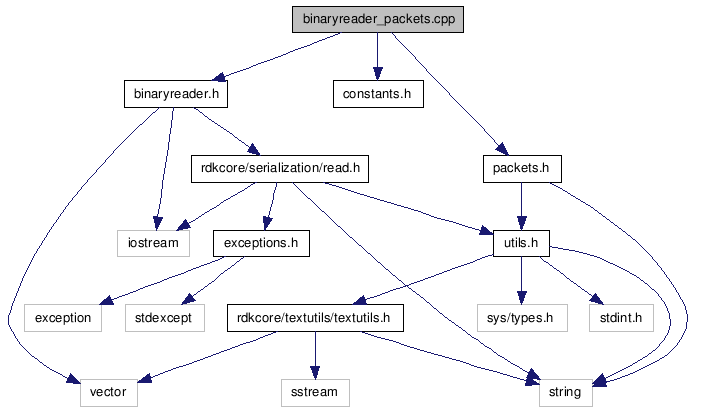 binaryreader_packets.cpp
binaryreader.h
constants.h
rdkcore/serialization/read.h
packets.h
iostream
exceptions.h
utils.h
exception
stdexcept
rdkcore/textutils/textutils.h
sys/types.h
stdint.h
vector
sstream
string